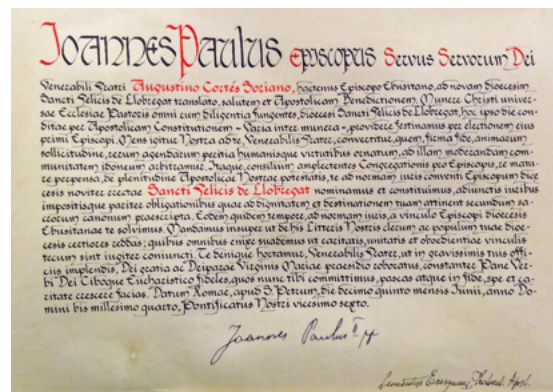 Joannes Paulus Episcopus Servus Servorum Dei
Venerabili Fratri Augustino Cortés Soriano, hactenus Episcopo Ebusitano, ad novam dioecesim
Sancti Felicis de Llobregat translato, salutem et Apostolicam Benedictionem. Munere Christi univer-
sae Ecclesiae Pastoris omni cum diligentia fungentes, dioecesi Sancti Felicis de Llobregat, hoc ipso die con-
ditae per Apostolicam Constitutionem – Varia inter munera –, providere festinamus per electionem eius
primi Episcopi. Mens igitur Nostra ad te, Venerabilis Frater, convertitur, quem, firma fide, animarum
sollicitudine, rerum agendarum peritia humanisque virtutibus ornatum, ad illam moderandam com-
munitatem idoneum arbitramur. Itaque, consilium amplectentes Congregationis pro Episcopis, re matu-
re perpensa, de plenitudine Apostolicae Nostrae potestatis, te ad normam iuris conventi Episcopum dioe-
cesis noviter erectae Sancti Felicis de Llobregat nominamus et constituimus, adiunctis iuribus
impositisque pariter obligationibus quae ad dignitatem et destinationem tuam attinent secundum sa-
crorum canonum praescripta. Eodem quidem tempore, ad normam iuris, a vinculo Episcopi dioecesis
Ebusitanae te solvimus. Mandamus insuper ut de his Litteris Nostris clerum ac populum tuae dioe-
cesis certiores reddas; quibus omnibus enixe suademus ut caritatis, unitatis et oboedientiae vinculis
tecum sint iugiter coniuncti. Te denique hortamur, Venerabilis Frater, ut in gravissimis tuis offi-
ciis implendis, Dei gratia ac Deiparae Virginis Mariae praesidio roboratus, constanter Pane Ver-
bi Dei Ciboque Eucharistico fideles, quos nunc tibi committimus, pascas atque in fide, spe et ca-
ritate crescere facias. Datum Romae, apud S. Petrum, die decimo quinto mensis Iunii, anno Do-
mini bis millesimo quarto, Pontificatus Nostri vicesimo sexto.
Joannes Paulus II pp